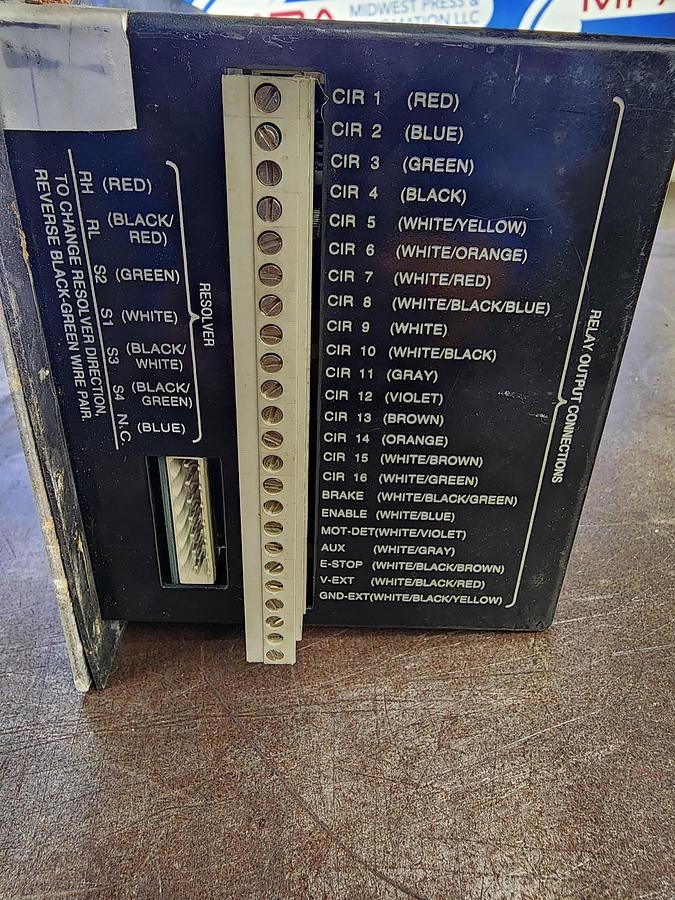 MIDWEST PRESS &
LLC
CIR 1 (RED)
CIR 2 (BLUE)
CIR 3 (GREEN)
CIR 4 (BLACK)
CIR 5 (WHITE/YELLOW)
CIR 6 (WHITE/ORANGE)
CIR 7 (WHITE/RED)
CIR 8 (WHITE/BLACK/BLUE)
CIR 9 (WHITE)
CIR 10 (WHITE/BLACK)
CIR 11 (GRAY)
CIR 12 (VIOLET)
CIR 13 (BROWN)
CIR 14 (ORANGE)
CIR 15 (WHITE/BROWN)
CIR 16 (WHITE/GREEN)
BRAKE (WHITE/BLACK/GREEN)
ENABLE (WHITE/BLUE)
MOT-DET(WHITE/VIOLET)
AUX (WHITE/GRAY)
E-STOP (WHITE/BLACK/BROWN)
V-EXT (WHITE/BLACK/RED)
GND-EXT(WHITE/BLACK/YELLOW)
RELAY OUTPUT CONNECTIONS
RH (RED)
RL (BLACK/
RED)
S2 (GREEN)
S1 (WHITE)
S3 (BLACK/
WHITE)
S4 (BLACK/
GREEN)
N.C. (BLUE)
RESOLVER
TO CHANGE RESOLVER DIRECTION,
REVERSE BLACK-GREEN WIRE PAIR.